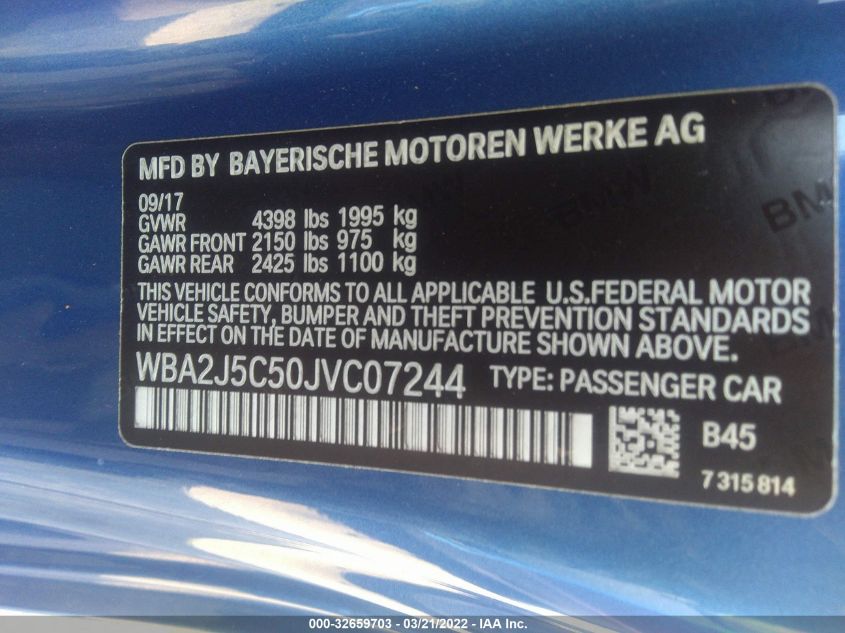 MFD BY BAYERISCHE MOTOREN WERKE AG
09/17
GVWR 4398 lbs 1995 kg
GAWR FRONT 2150 lbs 975 kg
GAWR REAR 2425 lbs 1100 kg
THIS VEHICLE CONFORMS TO ALL APPLICABLE U.S.FEDERAL MOTOR
VEHICLE SAFETY, BUMPER AND THEFT PREVENTION STANDARDS
IN EFFECT ON THE DATE OF MANUFACTURE SHOWN ABOVE.
WBA2J5C50JVC07244 TYPE: PASSENGER CAR
B45
7 315 814
BMW
000-32659703 - 03/21/2022 - IAA Inc.